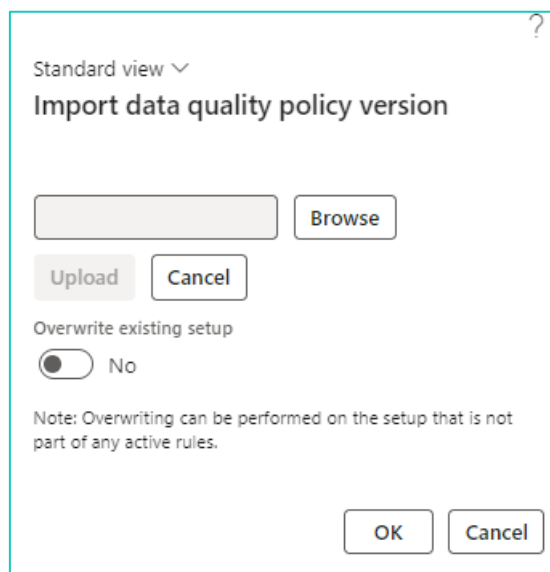 ?
Standard view
Import data quality policy version
Browse
Upload Cancel
Overwrite existing setup
No
Note: Overwriting can be performed on the setup that is not
part of any active rules.
OK Cancel